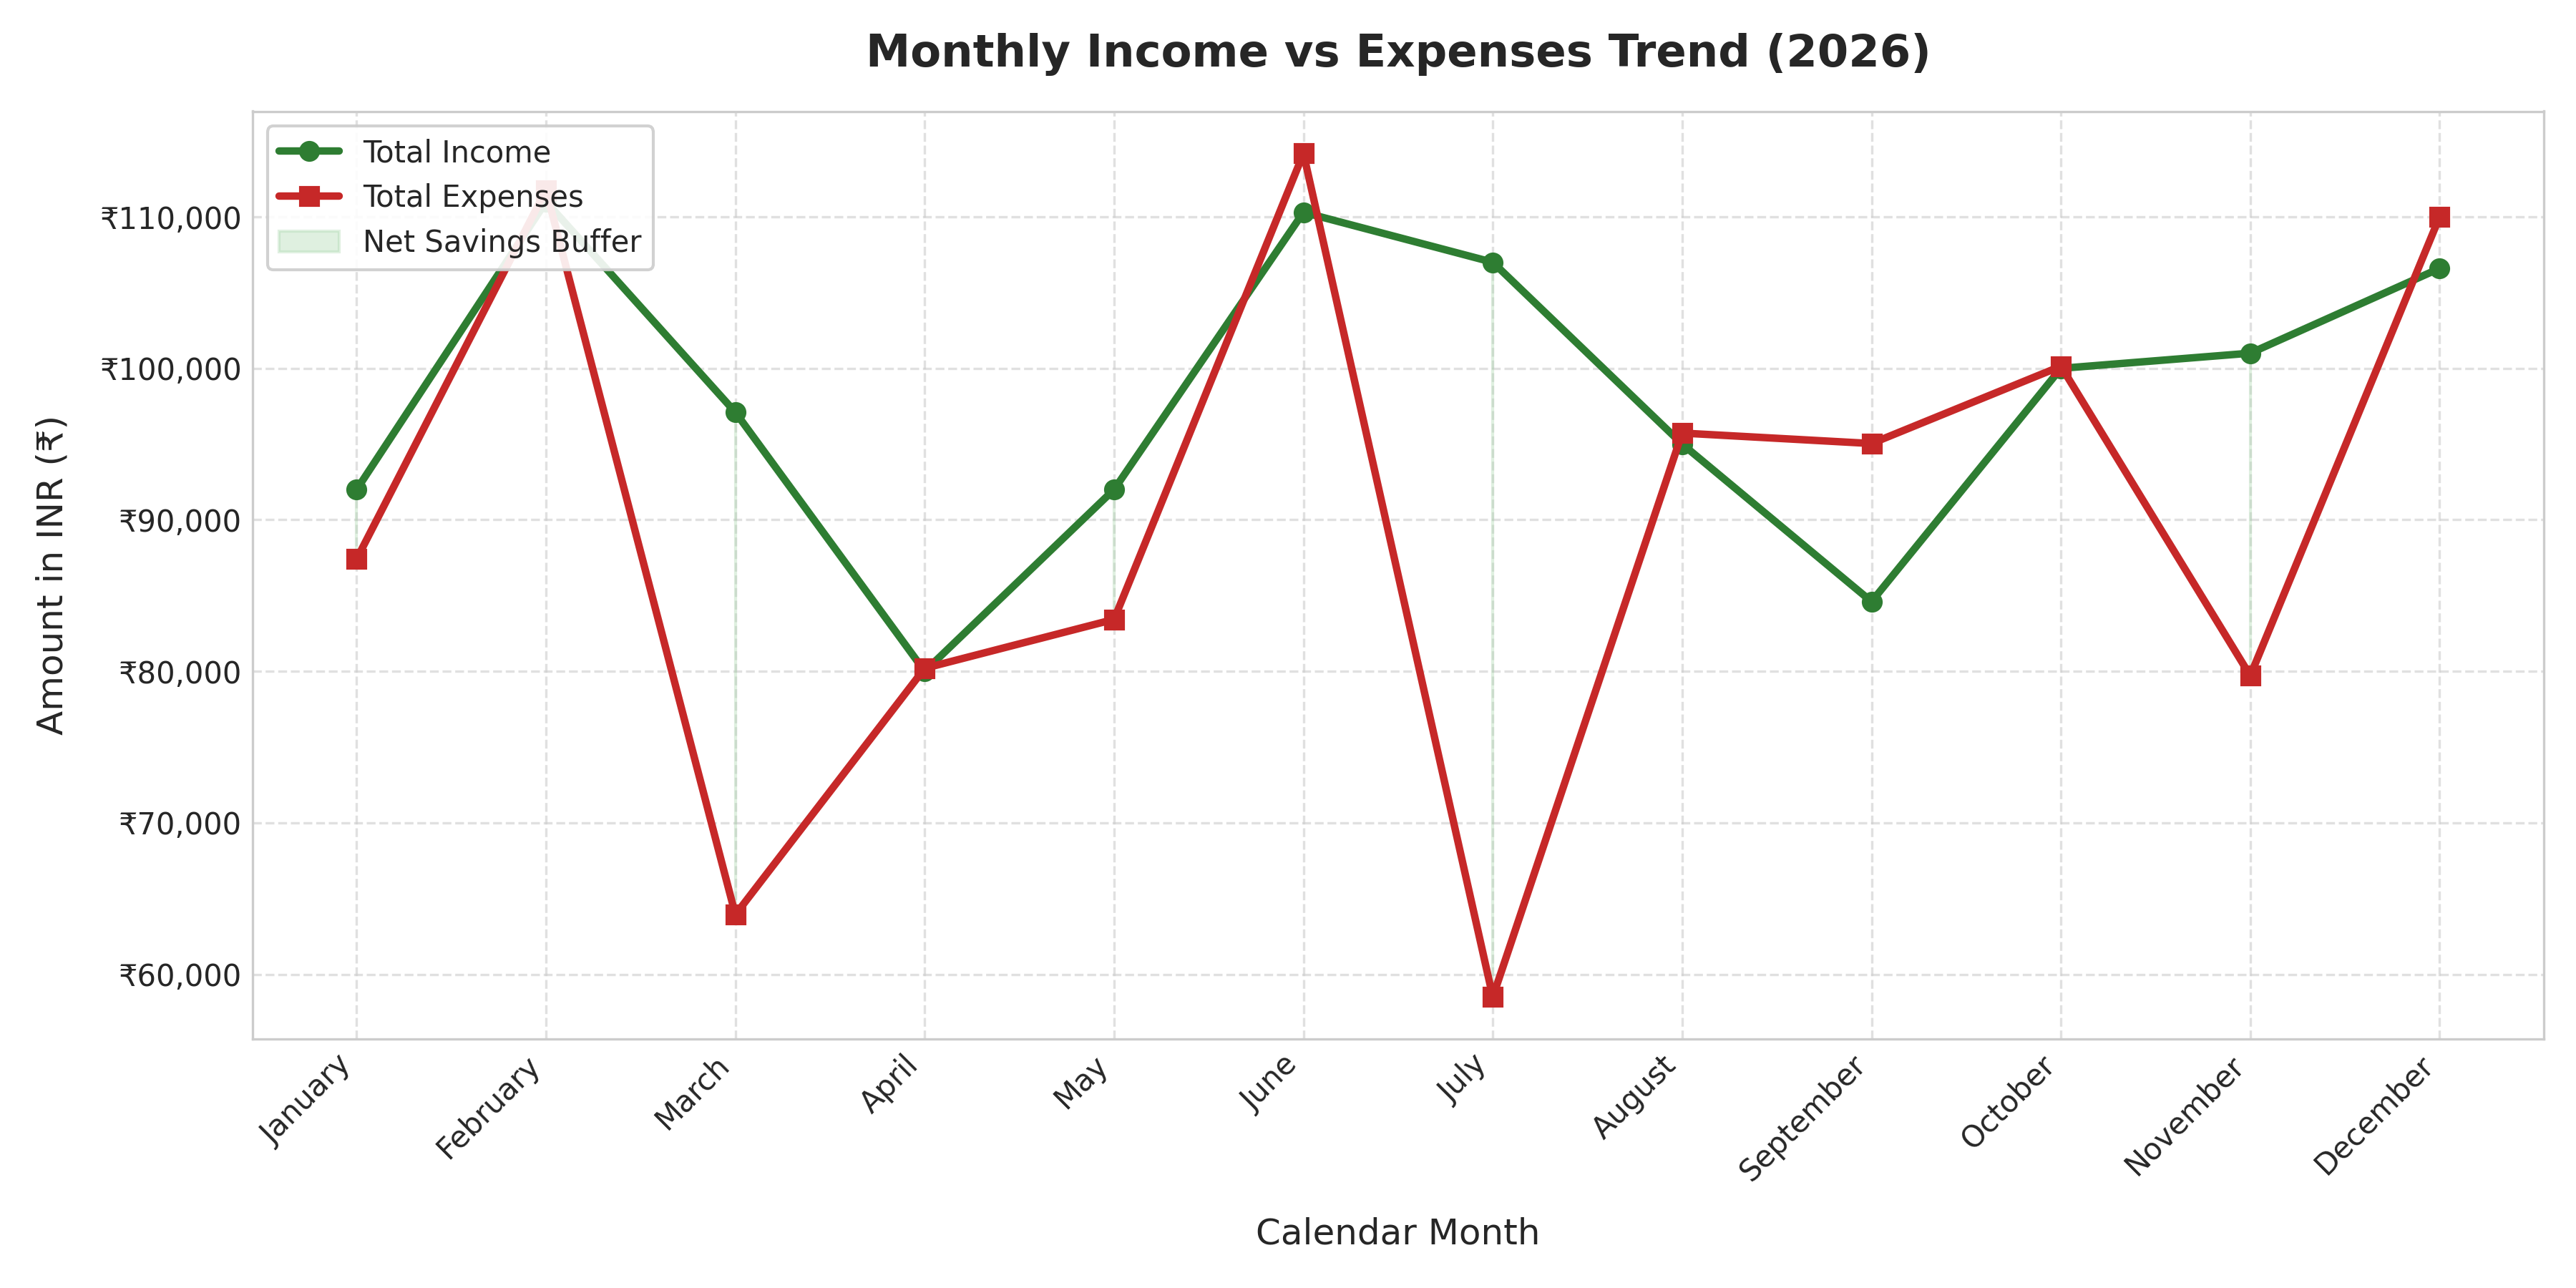 Monthly Income vs Expenses Trend (2026)
Total Income
Total Expenses
Net Savings Buffer
Amount in INR (₹)
₹110,000
₹100,000
₹90,000
₹80,000
₹70,000
₹60,000
January
February
March
April
May
June
July
August
September
October
November
December
Calendar Month